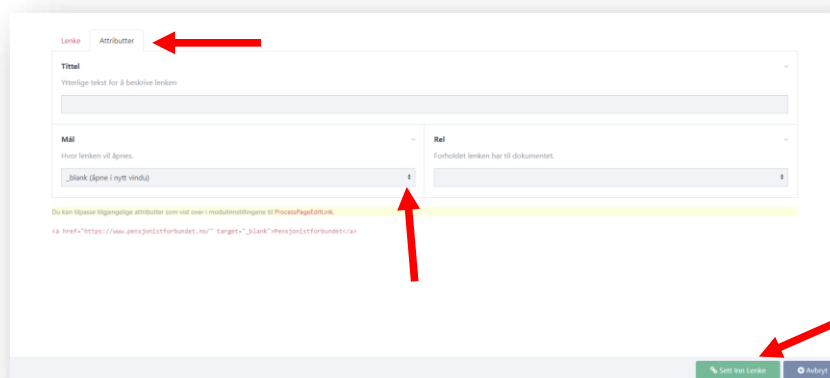 Lenke Attributter
Tittel
Ytterlige tekst for å beskrive lenken
Mål
Hvor lenken vil åpnes.
_blank (åpne i nytt vindu)
Rel
Forholdet lenken har til dokumentet.
Du kan tilpasse tilgjengelige attributter som vist over i modulinnstillingene til ProcessPageEditLink.
<a href="https://www.pensjonistforbundet.no/" target="_blank">Pensjonistforbundet</a>
Sett Inn Lenke Avbryt